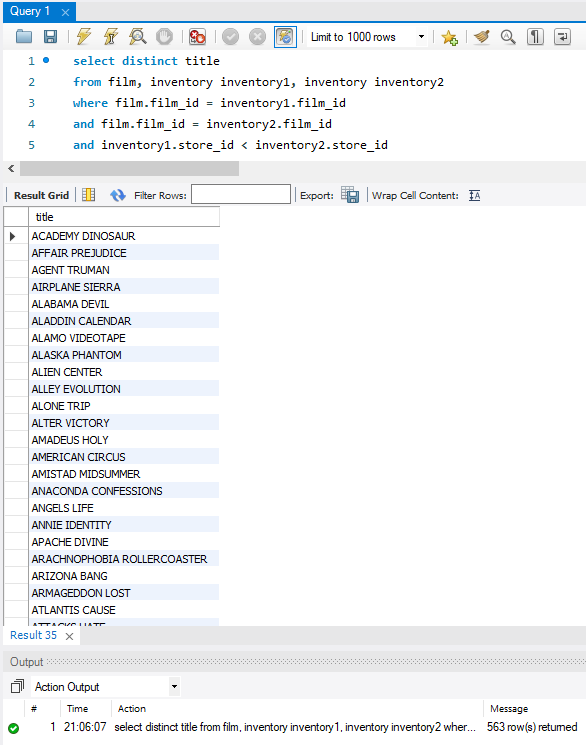 Query 1
Limit to 1000 rows
1 select distinct title
2 from film, inventory inventory1, inventory inventory2
3 where film.film_id = inventory1.film_id
4 and film.film_id = inventory2.film_id
5 and inventory1.store_id < inventory2.store_id
Result Grid Filter Rows: Export: Wrap Cell Content: IA
title
ACADEMY DINOSAUR
AFFAIR PREJUDICE
AGENT TRUMAN
AIRPLANE SIERRA
ALABAMA DEVIL
ALADDIN CALENDAR
ALAMO VIDEOTAPE
ALASKA PHANTOM
ALIEN CENTER
ALLEY EVOLUTION
ALONE TRIP
ALTER VICTORY
AMADEUS HOLY
AMERICAN CIRCUS
AMISTAD MIDSUMMER
ANACONDA CONFESSIONS
ANGELS LIFE
ANNIE IDENTITY
APACHE DIVINE
ARACHNOPHOBIA ROLLERCOASTER
ARIZONA BANG
ARMAGEDDON LOST
ATLANTIS CAUSE
ATTACKS HATE
Result 35
Output
Action Output
# Time Action Message
1 21:06:07 select distinct title from film, inventory inventory1, inventory inventory2 wher... 563 row(s) returned